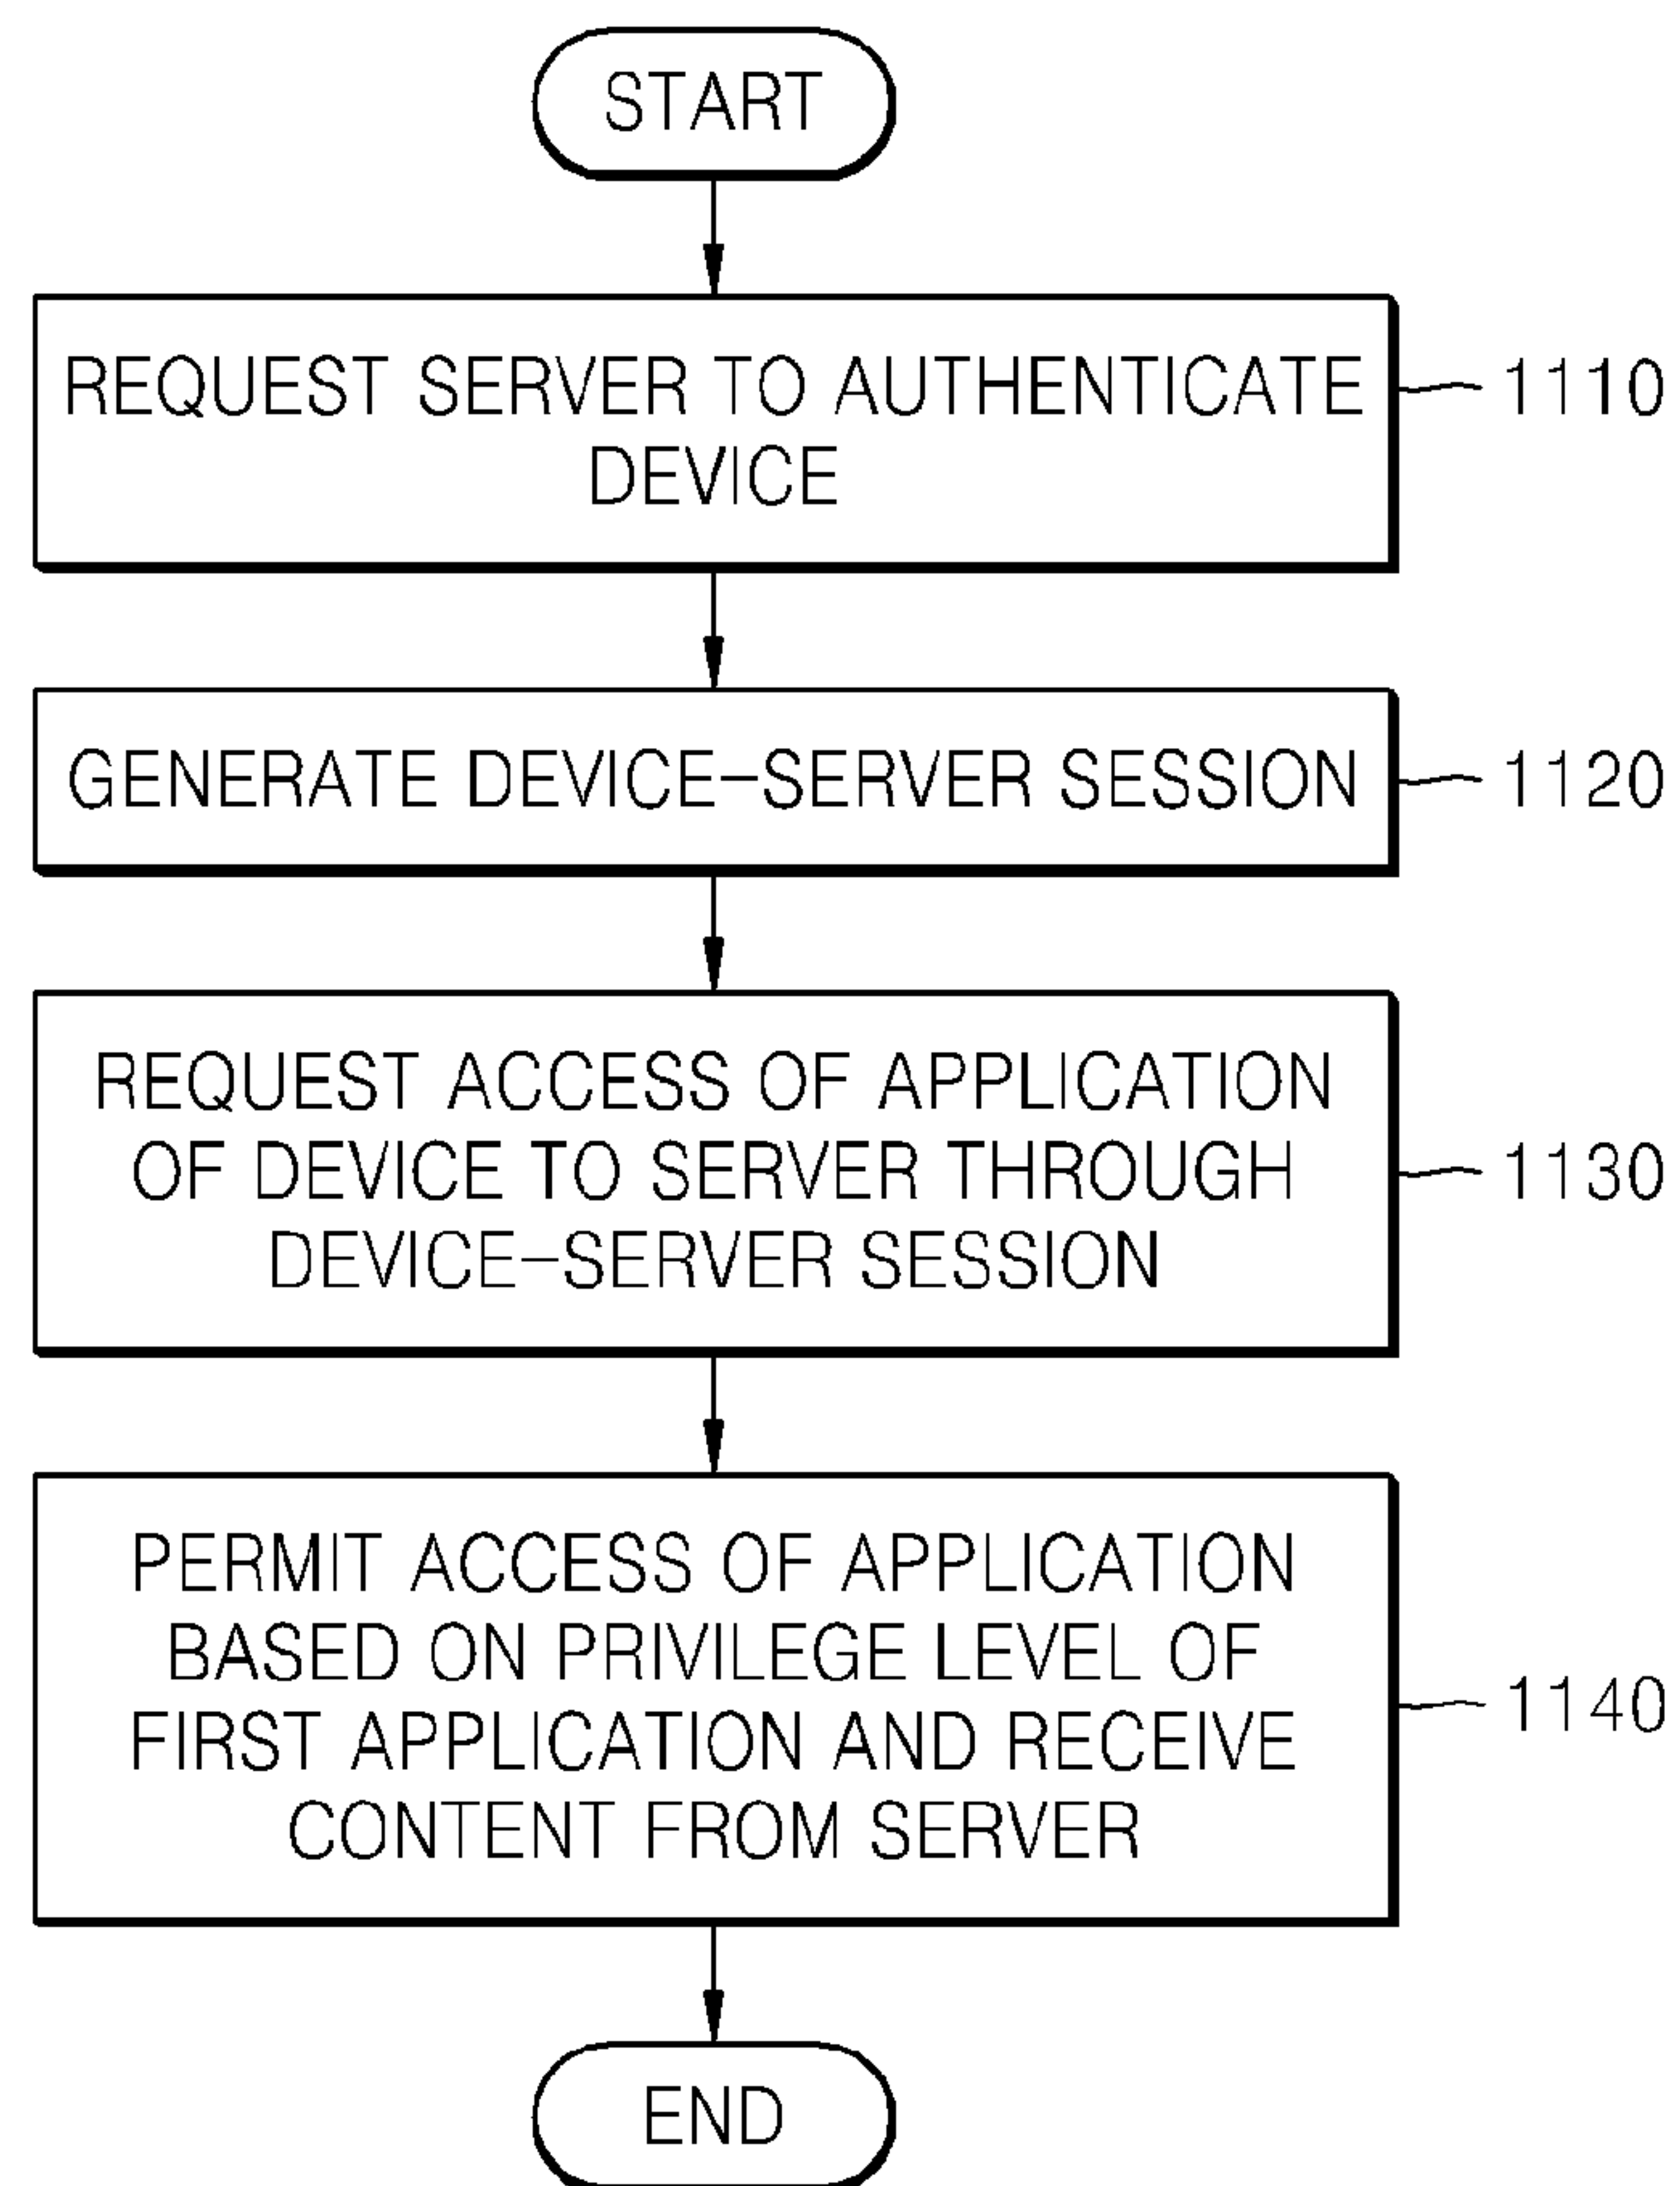 START
REQUEST SERVER TO AUTHENTICATE
DEVICE
1110
GENERATE DEVICE-SERVER SESSION
1120
REQUEST ACCESS OF APPLICATION
OF DEVICE TO SERVER THROUGH
DEVICE-SERVER SESSION
1130
PERMIT ACCESS OF APPLICATION
BASED ON PRIVILEGE LEVEL OF
FIRST APPLICATION AND RECEIVE
CONTENT FROM SERVER
1140
END